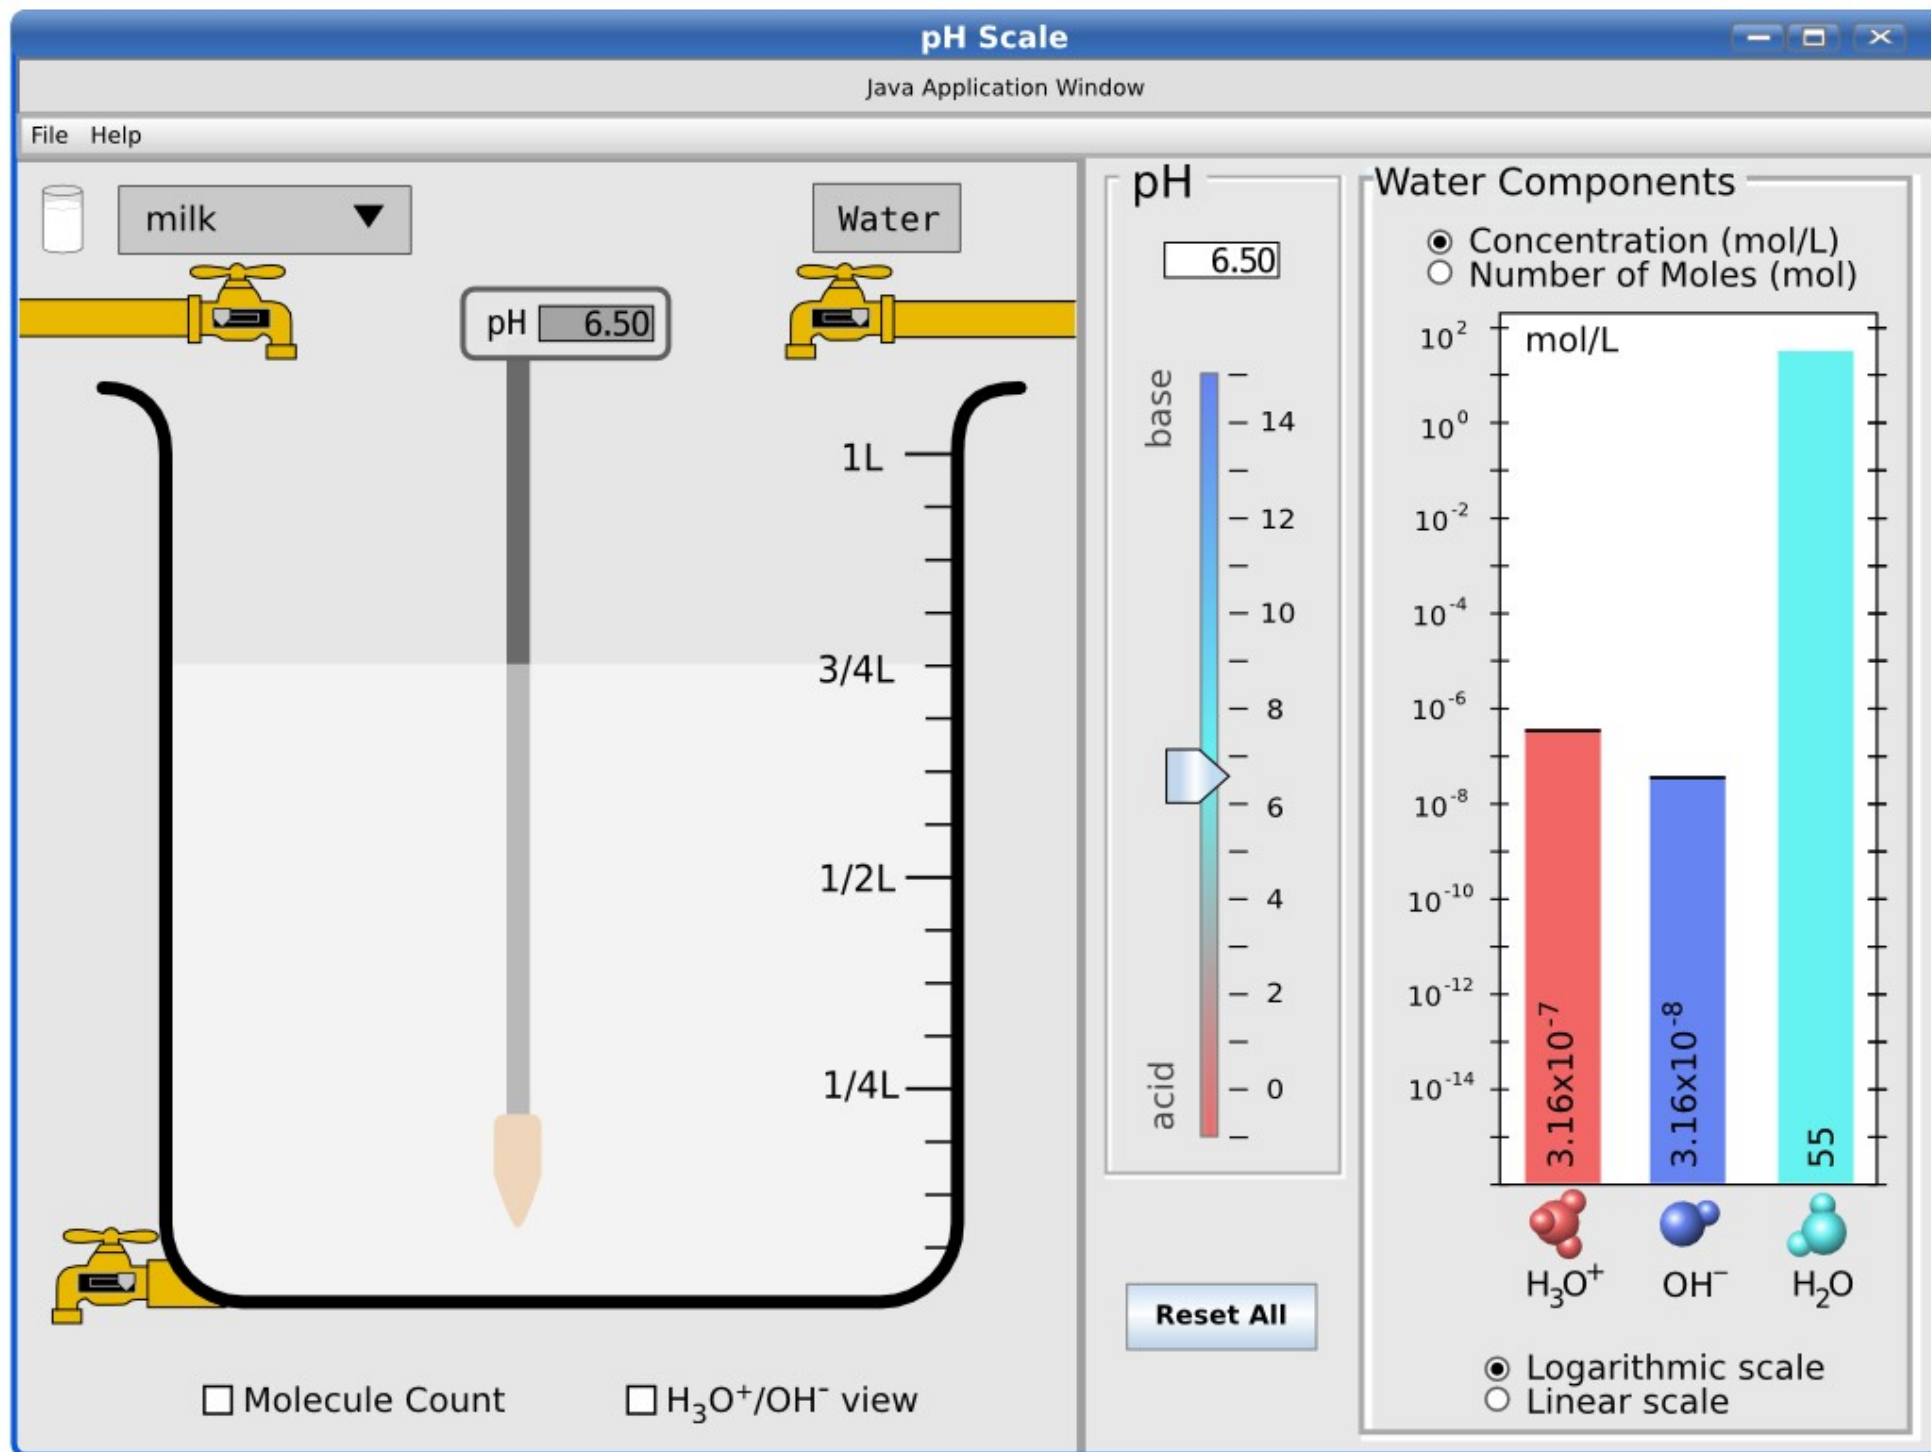 pH Scale
Java Application Window
File Help
milk
Water
pH 6.50
1L
3/4L
1/2L
1/4L
Molecule Count
H₃O⁺/OH⁻ view
pH
6.50
base
14
12
10
8
6
4
2
0
acid
Reset All
Water Components
Concentration (mol/L)
Number of Moles (mol)
mol/L
10²
10⁰
10⁻²
10⁻⁴
10⁻⁶
10⁻⁸
10⁻¹⁰
10⁻¹²
10⁻¹⁴
3.16x10⁻⁷
3.16x10⁻⁸
55
H₃O⁺ OH⁻ H₂O
Logarithmic scale
Linear scale